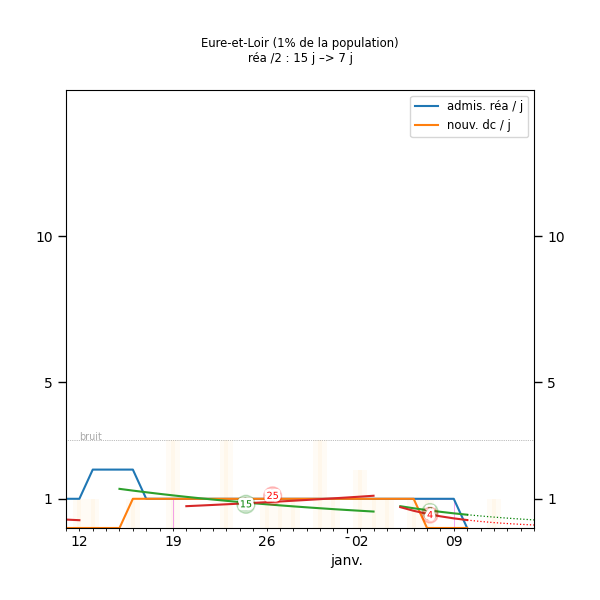 Eure-et-Loir (1% de la population)
réa /2 : 15 j –> 7 j
admis. réa / j
nouv. dc / j
10
10
5
5
bruit
1
1
15
25
4
12
19
26
02
09
janv.